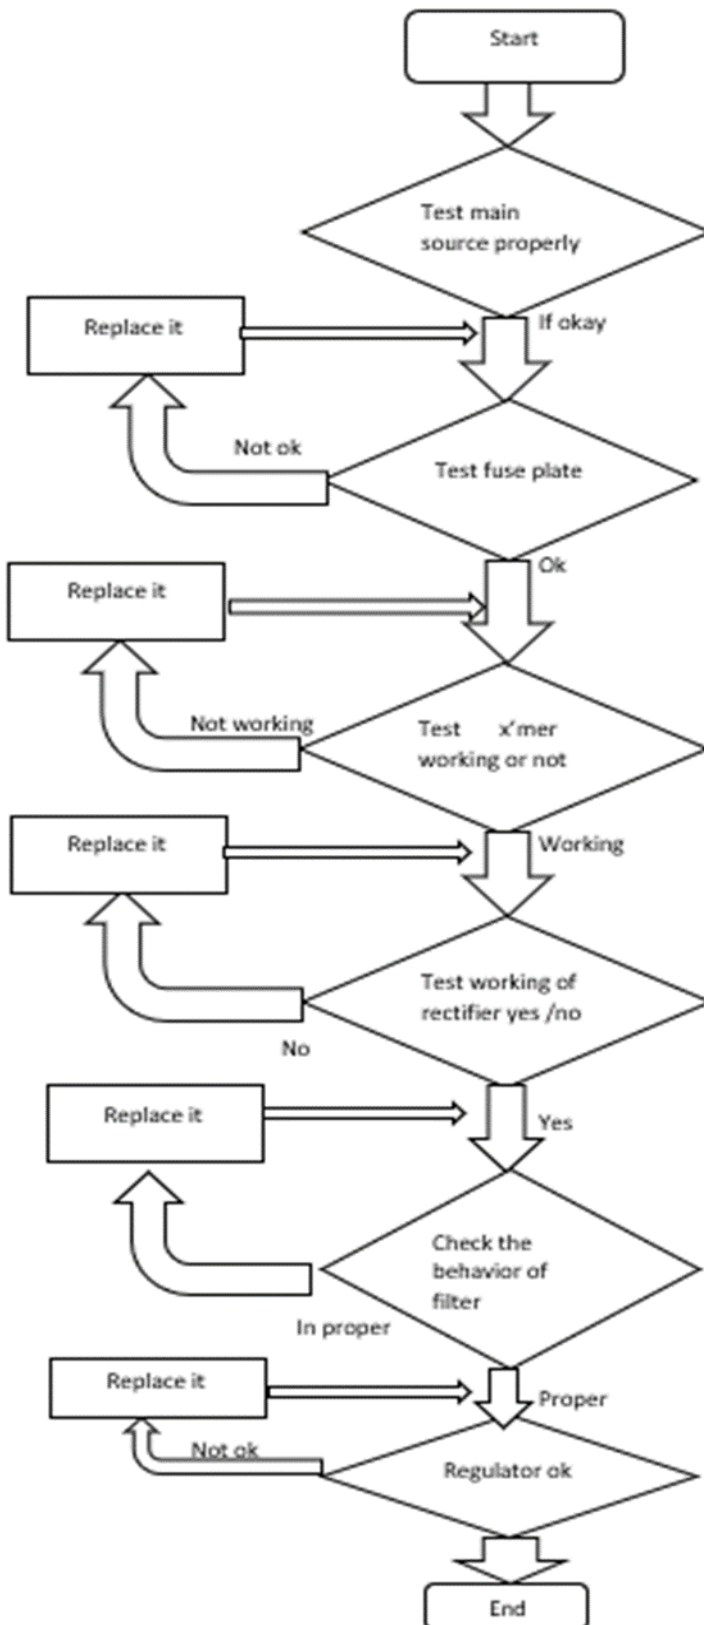 Start
Test main
source properly
Replace it
If okay
Not ok
Test fuse plate
Replace it
Ok
Not working
Test x'mer
working or not
Replace it
Working
Test working of
rectifier yes /no
No
Replace it
Yes
Check the
behavior of
filter
In proper
Replace it
Proper
Not ok
Regulator ok
End